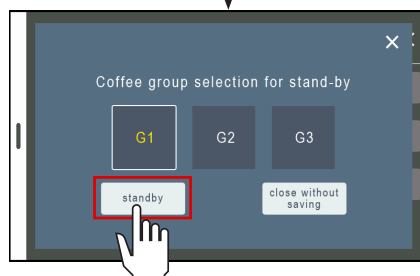 ×
Coffee group selection for stand-by
G1 G2 G3
standby
close without
saving